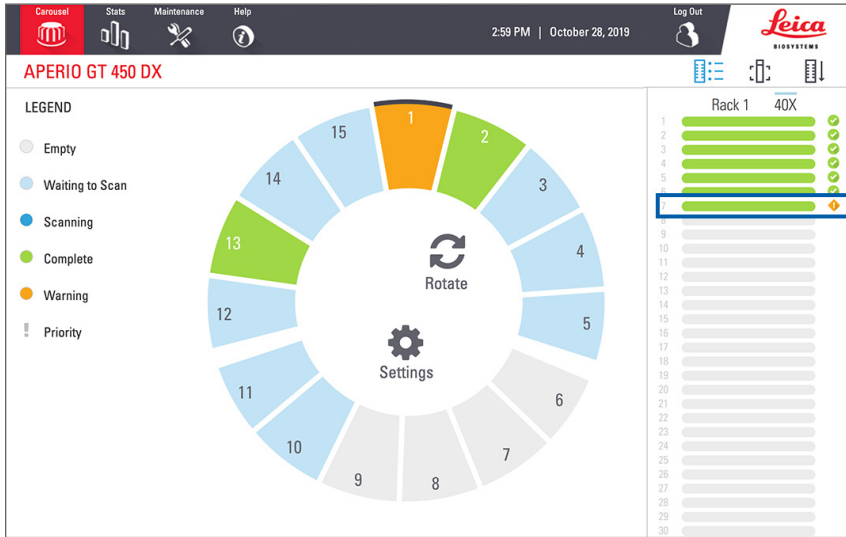 Carousel
Stats
Maintenance
Help
2:59 PM | October 28, 2019
Log Out
Leica
BIOSYSTEMS
APERIO GT 450 DX
LEGEND
Empty
Waiting to Scan
Scanning
Complete
Warning
! Priority
1
2
3
4
5
6
7
8
9
10
11
12
13
14
15
Rotate
Settings
Rack 1 40X
1
2
3
4
5
6
7
8
9
10
11
12
13
14
15
16
17
18
19
20
21
22
23
24
25
26
27
28
29
30